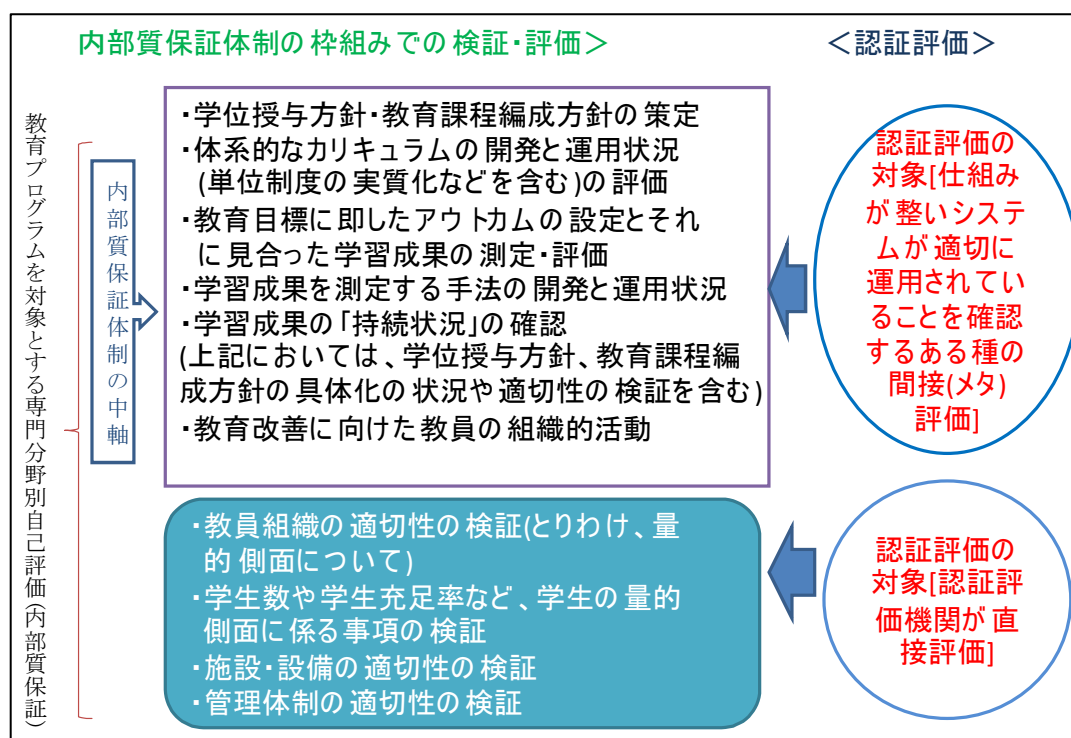 内部質保証体制の枠組みでの検証・評価＞
＜認証評価＞
教育プログラムを対象とする専門分野別自己評価(内部質保証)
内部質保証体制の中軸
・学位授与方針・教育課程編成方針の策定
・体系的なカリキュラムの開発と運用状況
(単位制度の実質化などを含む)の評価
・教育目標に即したアウトカムの設定とそれ
に見合った学習成果の測定・評価
・学習成果を測定する手法の開発と運用状況
・学習成果の「持続状況」の確認
(上記においては、学位授与方針、教育課程編
成方針の具体化の状況や適切性の検証を含む)
・教育改善に向けた教員の組織的活動
認証評価の
対象[仕組み
が整いシステ
ムが適切に
運用されてい
ることを確認
するある種の
間接(メタ)
評価]
・教員組織の適切性の検証(とりわけ、量
的側面について)
・学生数や学生充足率など、学生の量的
側面に係る事項の検証
・施設・設備の適切性の検証
・管理体制の適切性の検証
認証評価の
対象[認証評
価機関が直
接評価]